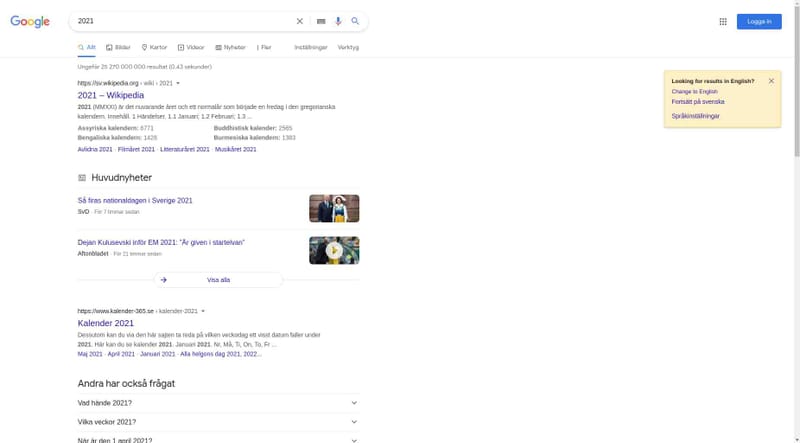 Google
2021
Logga in
Allt
Bilder
Kartor
Videor
Nyheter
Fler
Inställningar
Verktyg
Ungefär 25 270 000 000 resultat (0,43 sekunder)
Looking for results in English?
Change to English
Fortsätt på svenska
Språkinställningar
https://sv.wikipedia.org › wiki › 2021
2021 – Wikipedia
2021 (MMXXI) är det nuvarande året och ett normalår som började en fredag i den gregorianska
kalendern. Innehåll. 1 Händelser. 1.1 Januari; 1.2 Februari; 1.3 ...
Assyriska kalendern: 6771
Buddhistisk kalender: 2565
Bengaliska kalendern: 1428
Burmesiska kalendern: 1383
Avlidna 2021 · Filmåret 2021 · Litteraturåret 2021 · Musikåret 2021
Huvudnyheter
Så firas nationaldagen i Sverige 2021
SvD · För 7 timmar sedan
Dejan Kulusevski inför EM 2021: ”Är given i startelvan”
Aftonbladet · För 21 timmar sedan
Visa alla
https://www.kalender-365.se › kalender-2021
Kalender 2021
Dessutom kan du via den här sajten ta reda på vilken veckodag ett visst datum faller under
2021. Här kan du se kalender 2021. Januari 2021. Nr, Må, Ti, On, To, Fr ...
Maj 2021 · April 2021 · Januari 2021 · Alla helgons dag 2021, 2022...
Andra har också frågat
Vad hände 2021?
Vilka veckor 2021?
När är den 1 april 2021?